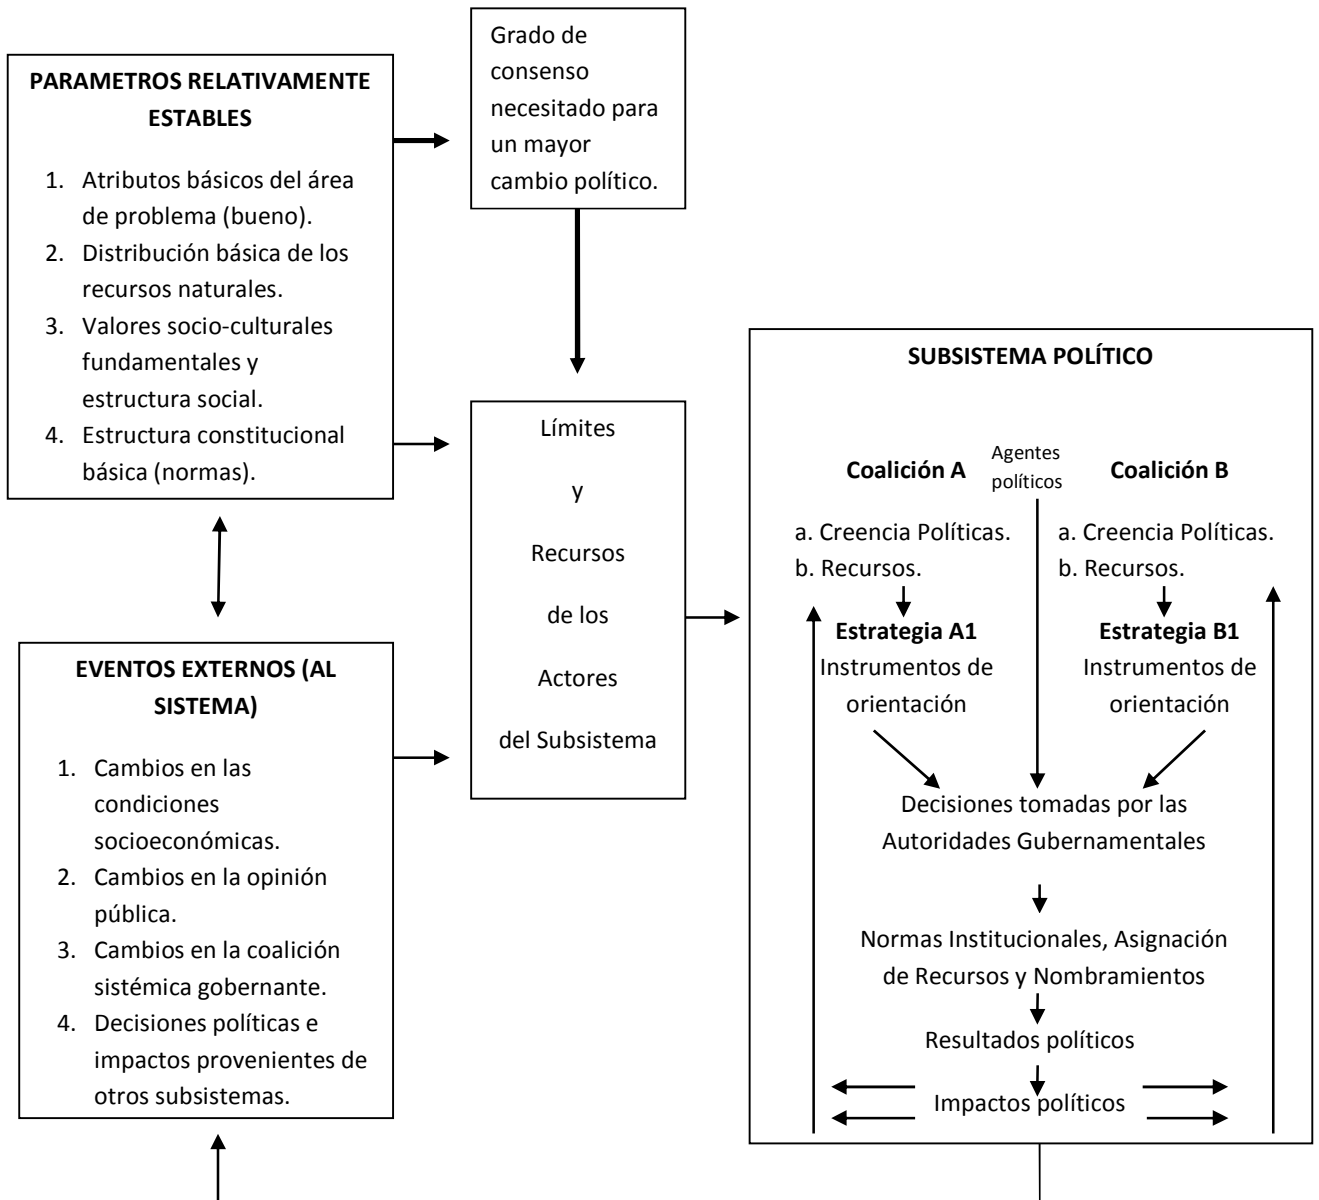 PARAMETROS RELATIVAMENTE
ESTABLES
1. Atributos básicos del área
de problema (bueno).
2. Distribución básica de los
recursos naturales.
3. Valores socio-culturales
fundamentales y
estructura social.
4. Estructura constitucional
básica (normas).
Grado de
consenso
necesitado para
un mayor
cambio político.
EVENTOS EXTERNOS (AL
SISTEMA)
1. Cambios en las
condiciones
socioeconómicas.
2. Cambios en la opinión
pública.
3. Cambios en la coalición
sistémica gobernante.
4. Decisiones políticas e
impactos provenientes de
otros subsistemas.
Límites
y
Recursos
de los
Actores
del Subsistema
SUBSISTEMA POLÍTICO
Coalición A
a. Creencia Políticas.
b. Recursos.
Estrategia A1
Instrumentos de
orientación
Agentes
políticos
Coalición B
a. Creencia Políticas.
b. Recursos.
Estrategia B1
Instrumentos de
orientación
Decisiones tomadas por las
Autoridades Gubernamentales
Normas Institucionales, Asignación
de Recursos y Nombramientos
Resultados políticos
Impactos políticos